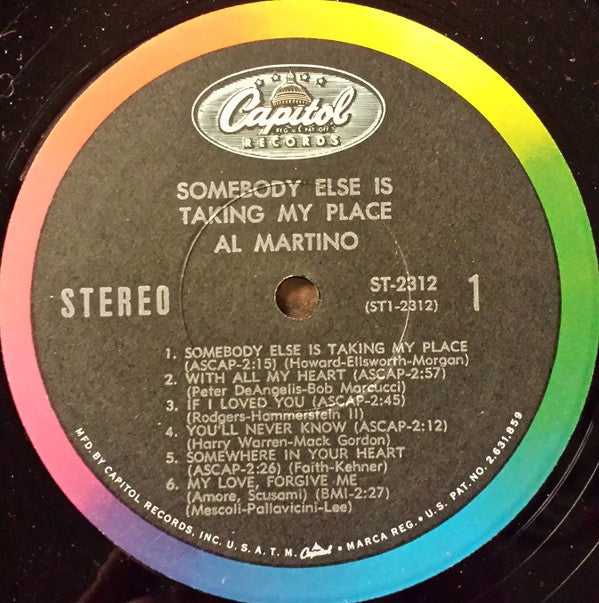 Capitol
REG. U.S. PAT. OFF.
RECORDS
SOMEBODY ELSE IS
TAKING MY PLACE
AL MARTINO
STEREO
ST-2312
(ST1-2312)
1
1. SOMEBODY ELSE IS TAKING MY PLACE
(ASCAP-2:15) (Howard-Ellsworth-Morgan)
2. WITH ALL MY HEART (ASCAP-2:57)
(Peter DeAngelis-Bob Marcucci)
3. IF I LOVED YOU (ASCAP-2:45)
(Rodgers-Hammerstein II)
4. YOU'LL NEVER KNOW (ASCAP-2:12)
(Harry Warren-Mack Gordon)
5. SOMEWHERE IN YOUR HEART
(ASCAP-2:26) (Faith-Kehner)
6. MY LOVE, FORGIVE ME
(Amore, Scusami) (BMI-2:27)
(Mescoli-Pallavicini-Lee)
MFD. BY CAPITOL RECORDS, INC. U. S. A. T. M. Capitol • MARCA REG. • U. S. PAT. NO. 2,631,859